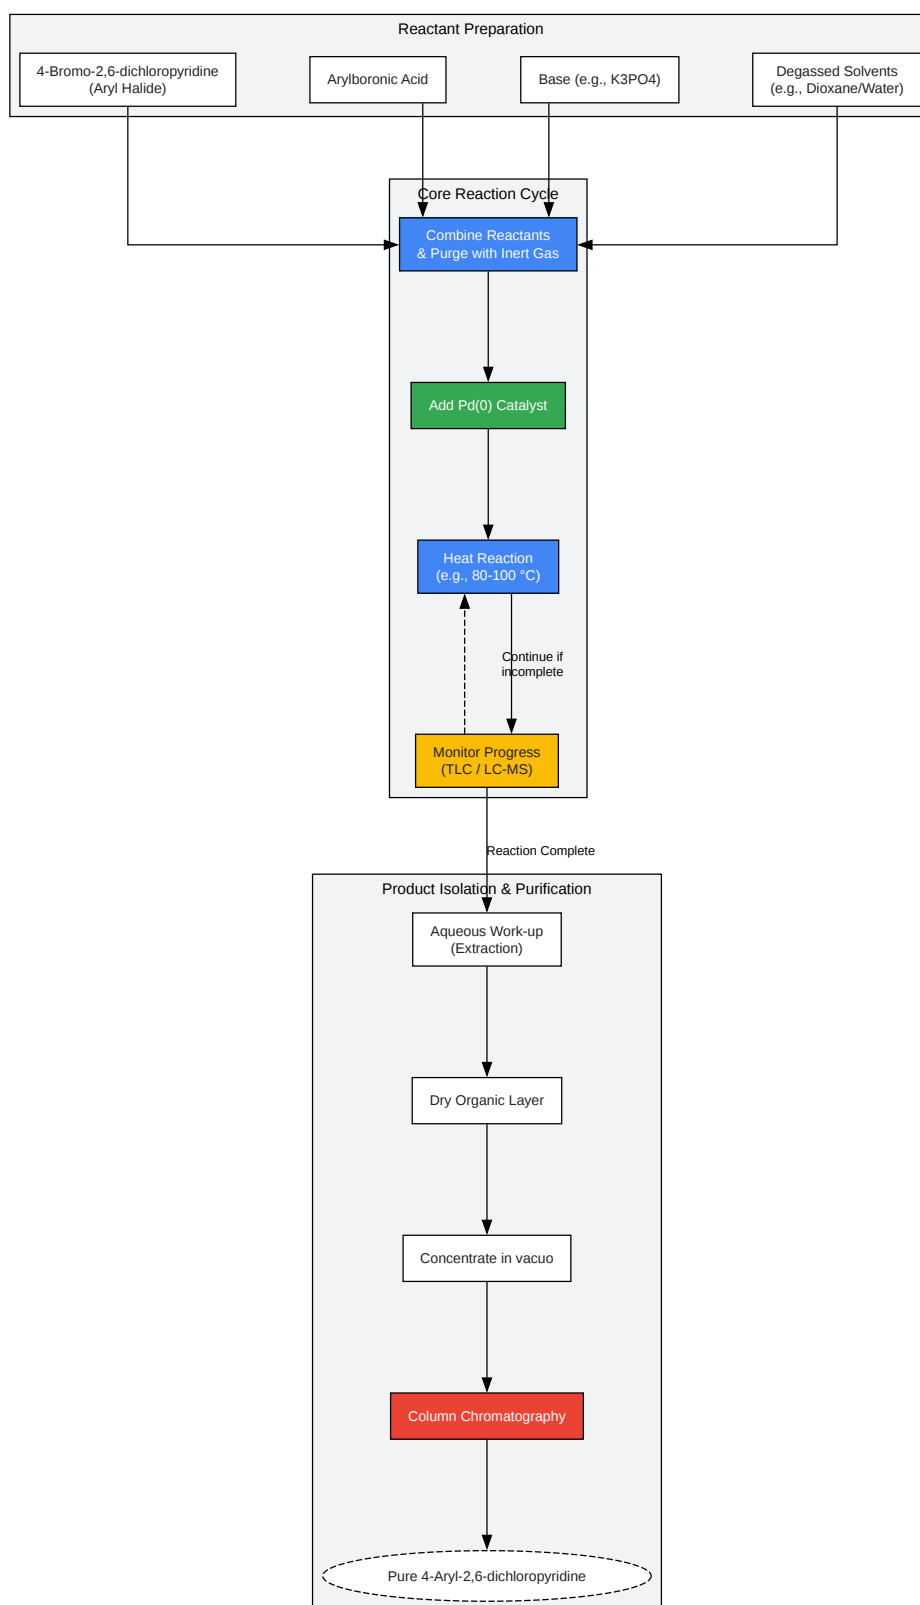 Reactant Preparation
4-Bromo-2,6-dichloropyridine
(Aryl Halide)
Arylboronic Acid
Base (e.g., K3PO4)
Degassed Solvents
(e.g., Dioxane/Water)
Core Reaction Cycle
Combine Reactants
& Purge with Inert Gas
Add Pd(0) Catalyst
Heat Reaction
(e.g., 80-100 °C)
Continue if
incomplete
Monitor Progress
(TLC / LC-MS)
Reaction Complete
Product Isolation & Purification
Aqueous Work-up
(Extraction)
Dry Organic Layer
Concentrate in vacuo
Column Chromatography
Pure 4-Aryl-2,6-dichloropyridine